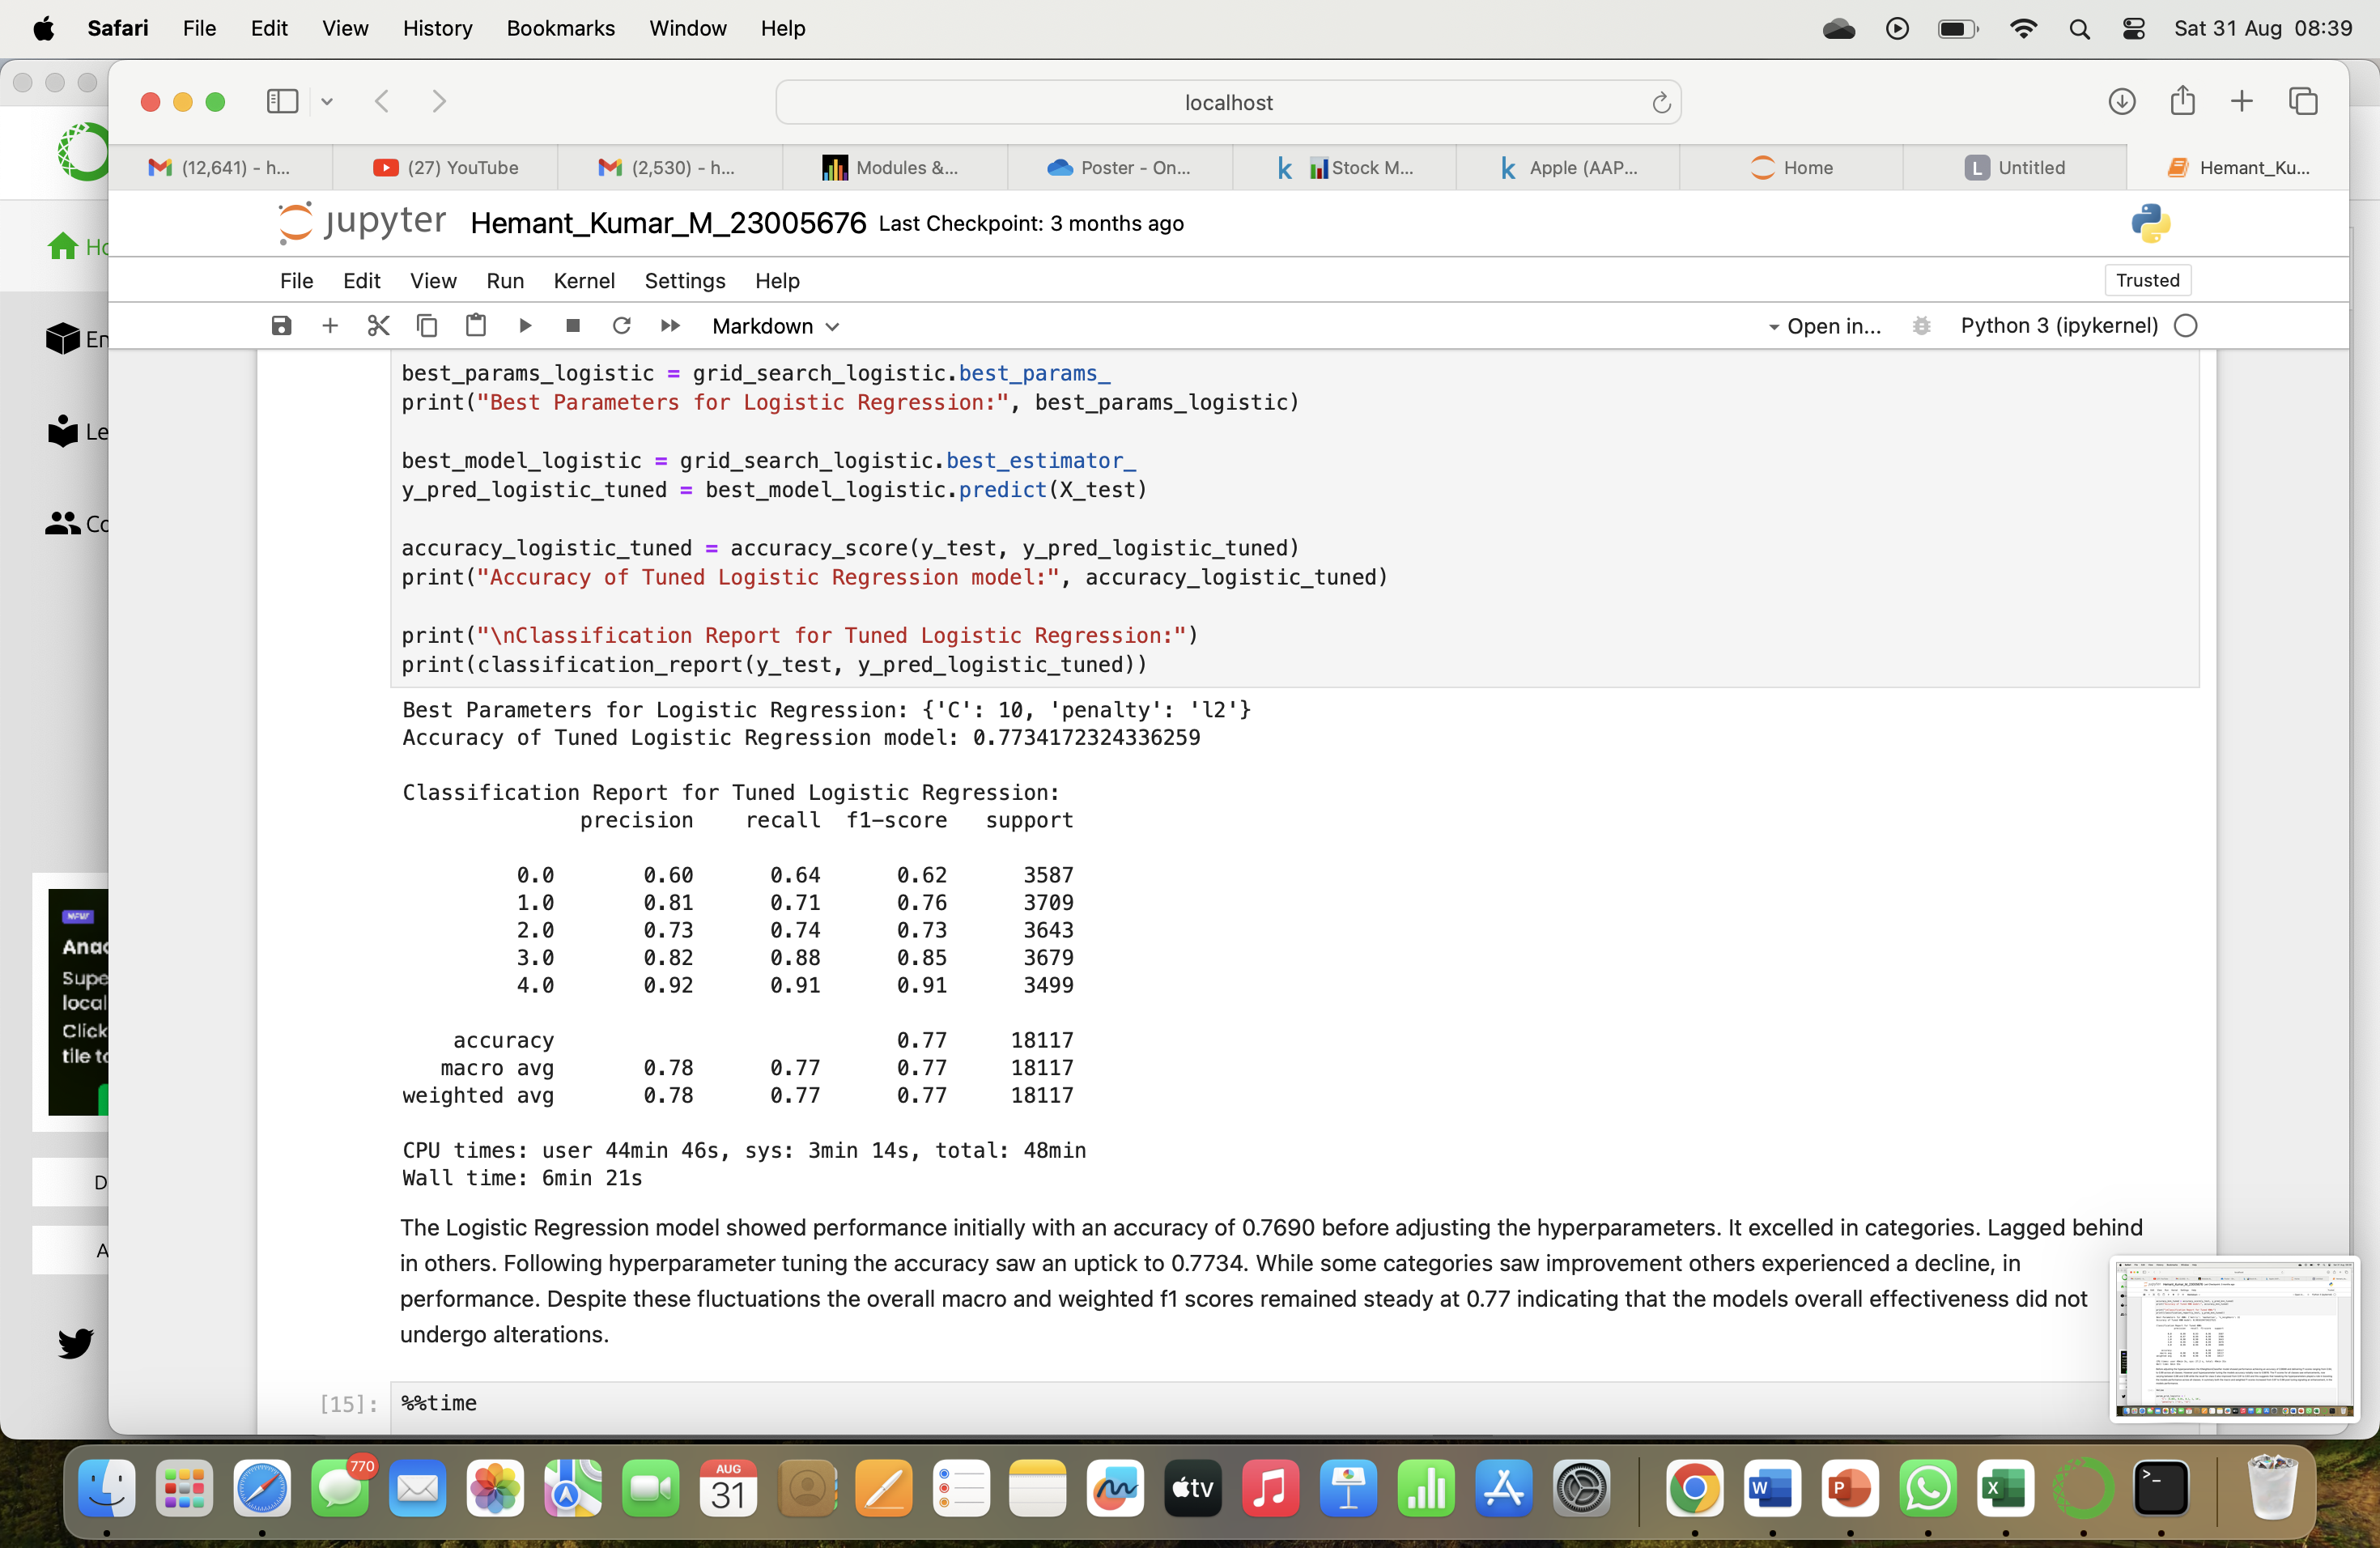 Safari File Edit View History Bookmarks Window Help Sat 31 Aug 08:39
localhost
(12,641) - h... (27) YouTube (2,530) - h... Modules &... Poster - On... Stock M... Apple (AAP... Home L Untitled Hemant_Ku...
jupyter Hemant_Kumar_M_23005676 Last Checkpoint: 3 months ago
File Edit View Run Kernel Settings Help Trusted
Markdown Open in... Python 3 (ipykernel)
Ho
En
Le
Co
NEW
Anac
Supe
local
Click
tile to
D
A
best_params_logistic = grid_search_logistic.best_params_
print("Best Parameters for Logistic Regression:", best_params_logistic)
best_model_logistic = grid_search_logistic.best_estimator_
y_pred_logistic_tuned = best_model_logistic.predict(X_test)
accuracy_logistic_tuned = accuracy_score(y_test, y_pred_logistic_tuned)
print("Accuracy of Tuned Logistic Regression model:", accuracy_logistic_tuned)
print("\nClassification Report for Tuned Logistic Regression:")
print(classification_report(y_test, y_pred_logistic_tuned))
Best Parameters for Logistic Regression: {'C': 10, 'penalty': 'l2'}
Accuracy of Tuned Logistic Regression model: 0.7734172324336259
Classification Report for Tuned Logistic Regression:
precision recall f1-score support
0.0 0.60 0.64 0.62 3587
1.0 0.81 0.71 0.76 3709
2.0 0.73 0.74 0.73 3643
3.0 0.82 0.88 0.85 3679
4.0 0.92 0.91 0.91 3499
accuracy 0.77 18117
macro avg 0.78 0.77 0.77 18117
weighted avg 0.78 0.77 0.77 18117
CPU times: user 44min 46s, sys: 3min 14s, total: 48min
Wall time: 6min 21s
The Logistic Regression model showed performance initially with an accuracy of 0.7690 before adjusting the hyperparameters. It excelled in categories. Lagged behind
in others. Following hyperparameter tuning the accuracy saw an uptick to 0.7734. While some categories saw improvement others experienced a decline, in
performance. Despite these fluctuations the overall macro and weighted f1 scores remained steady at 0.77 indicating that the models overall effectiveness did not
undergo alterations.
[15]: %%time
770 AUG 31 tv W P X >_